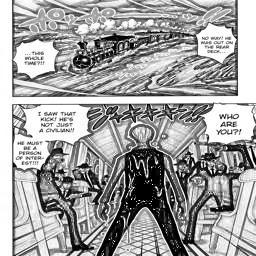 NO WAY! HE
WAS OUT ON
THE REAR
DECK...
...THIS
WHOLE
TIME?!!
WHO
ARE
YOU?!
I SAW THAT
KICK! HE'S
NOT JUST
A CIVILIAN!!
HE MUST
BE A
PERSON
OF INTER-
EST!!!